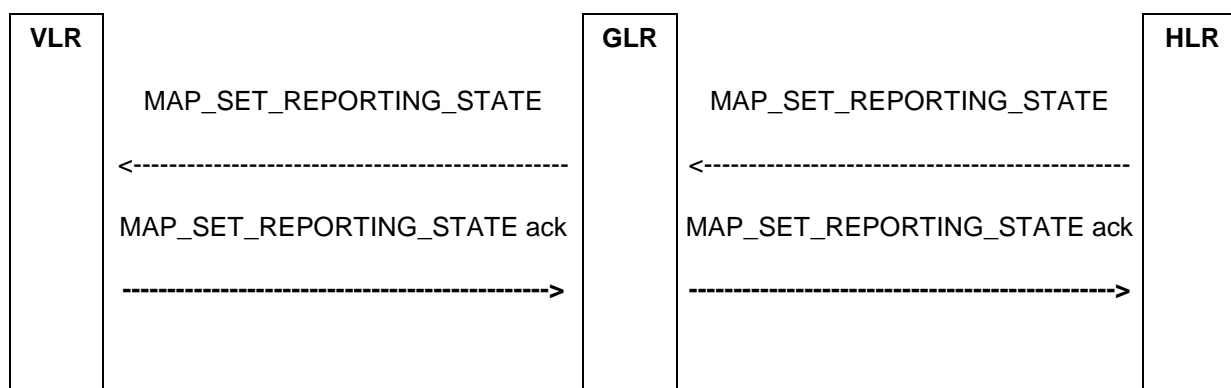 VLR GLR HLR
MAP_SET_REPORTING_STATE MAP_SET_REPORTING_STATE
<----------------------------------------------- <-----------------------------------------------
MAP_SET_REPORTING_STATE ack MAP_SET_REPORTING_STATE ack
-----------------------------------------------> ----------------------------------------------->